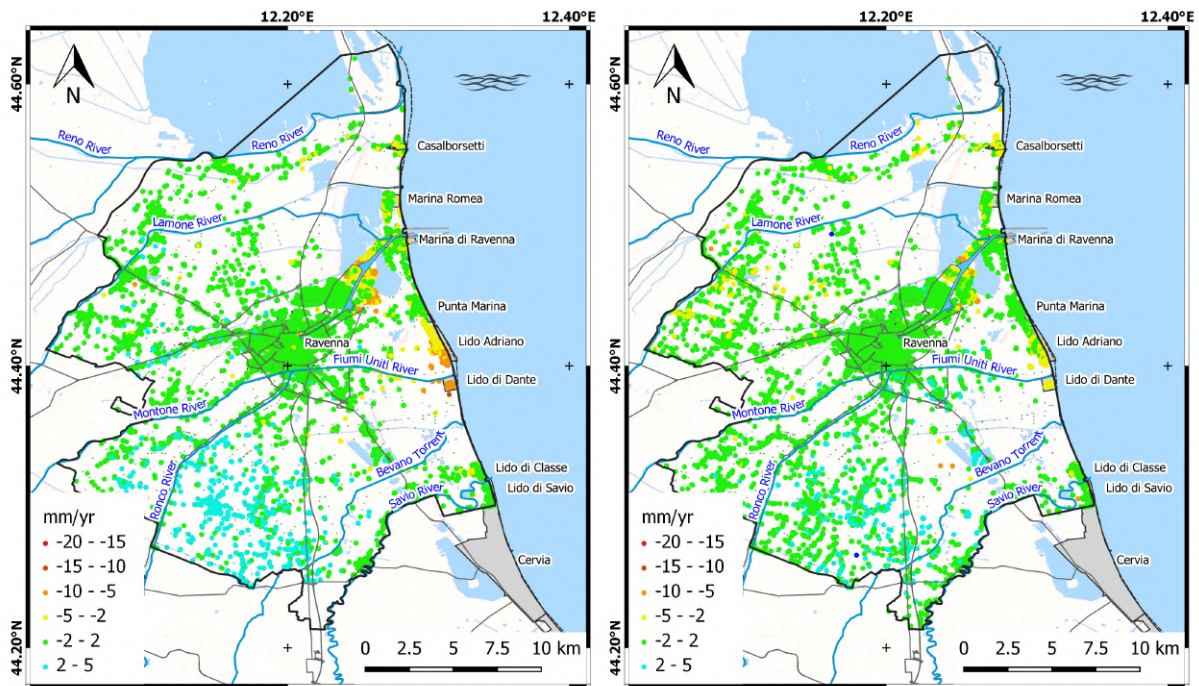 12.20°E 12.40°E
44.60°N
44.40°N
44.20°N
N
Reno River
Reno River
Casalborsetti
Marina Romea
Lamone River
Marina di Ravenna
Punta Marina
Ravenna
Lido Adriano
Fiumi Uniti River
Lido di Dante
Montone River
Ronco River
Bevano Torrent
Lido di Classe
Savio River
Lido di Savio
Cervia
mm/yr
-20 - -15
-15 - -10
-10 - -5
-5 - -2
-2 - 2
2 - 5
0 2.5 5 7.5 10 km
12.20°E 12.40°E
44.60°N
44.40°N
44.20°N
N
Reno River
Reno River
Casalborsetti
Marina Romea
Lamone River
Marina di Ravenna
Punta Marina
Ravenna
Lido Adriano
Fiumi Uniti River
Lido di Dante
Montone River
Ronco River
Bevano Torrent
Lido di Classe
Savio River
Lido di Savio
Cervia
mm/yr
-20 - -15
-15 - -10
-10 - -5
-5 - -2
-2 - 2
2 - 5
0 2.5 5 7.5 10 km